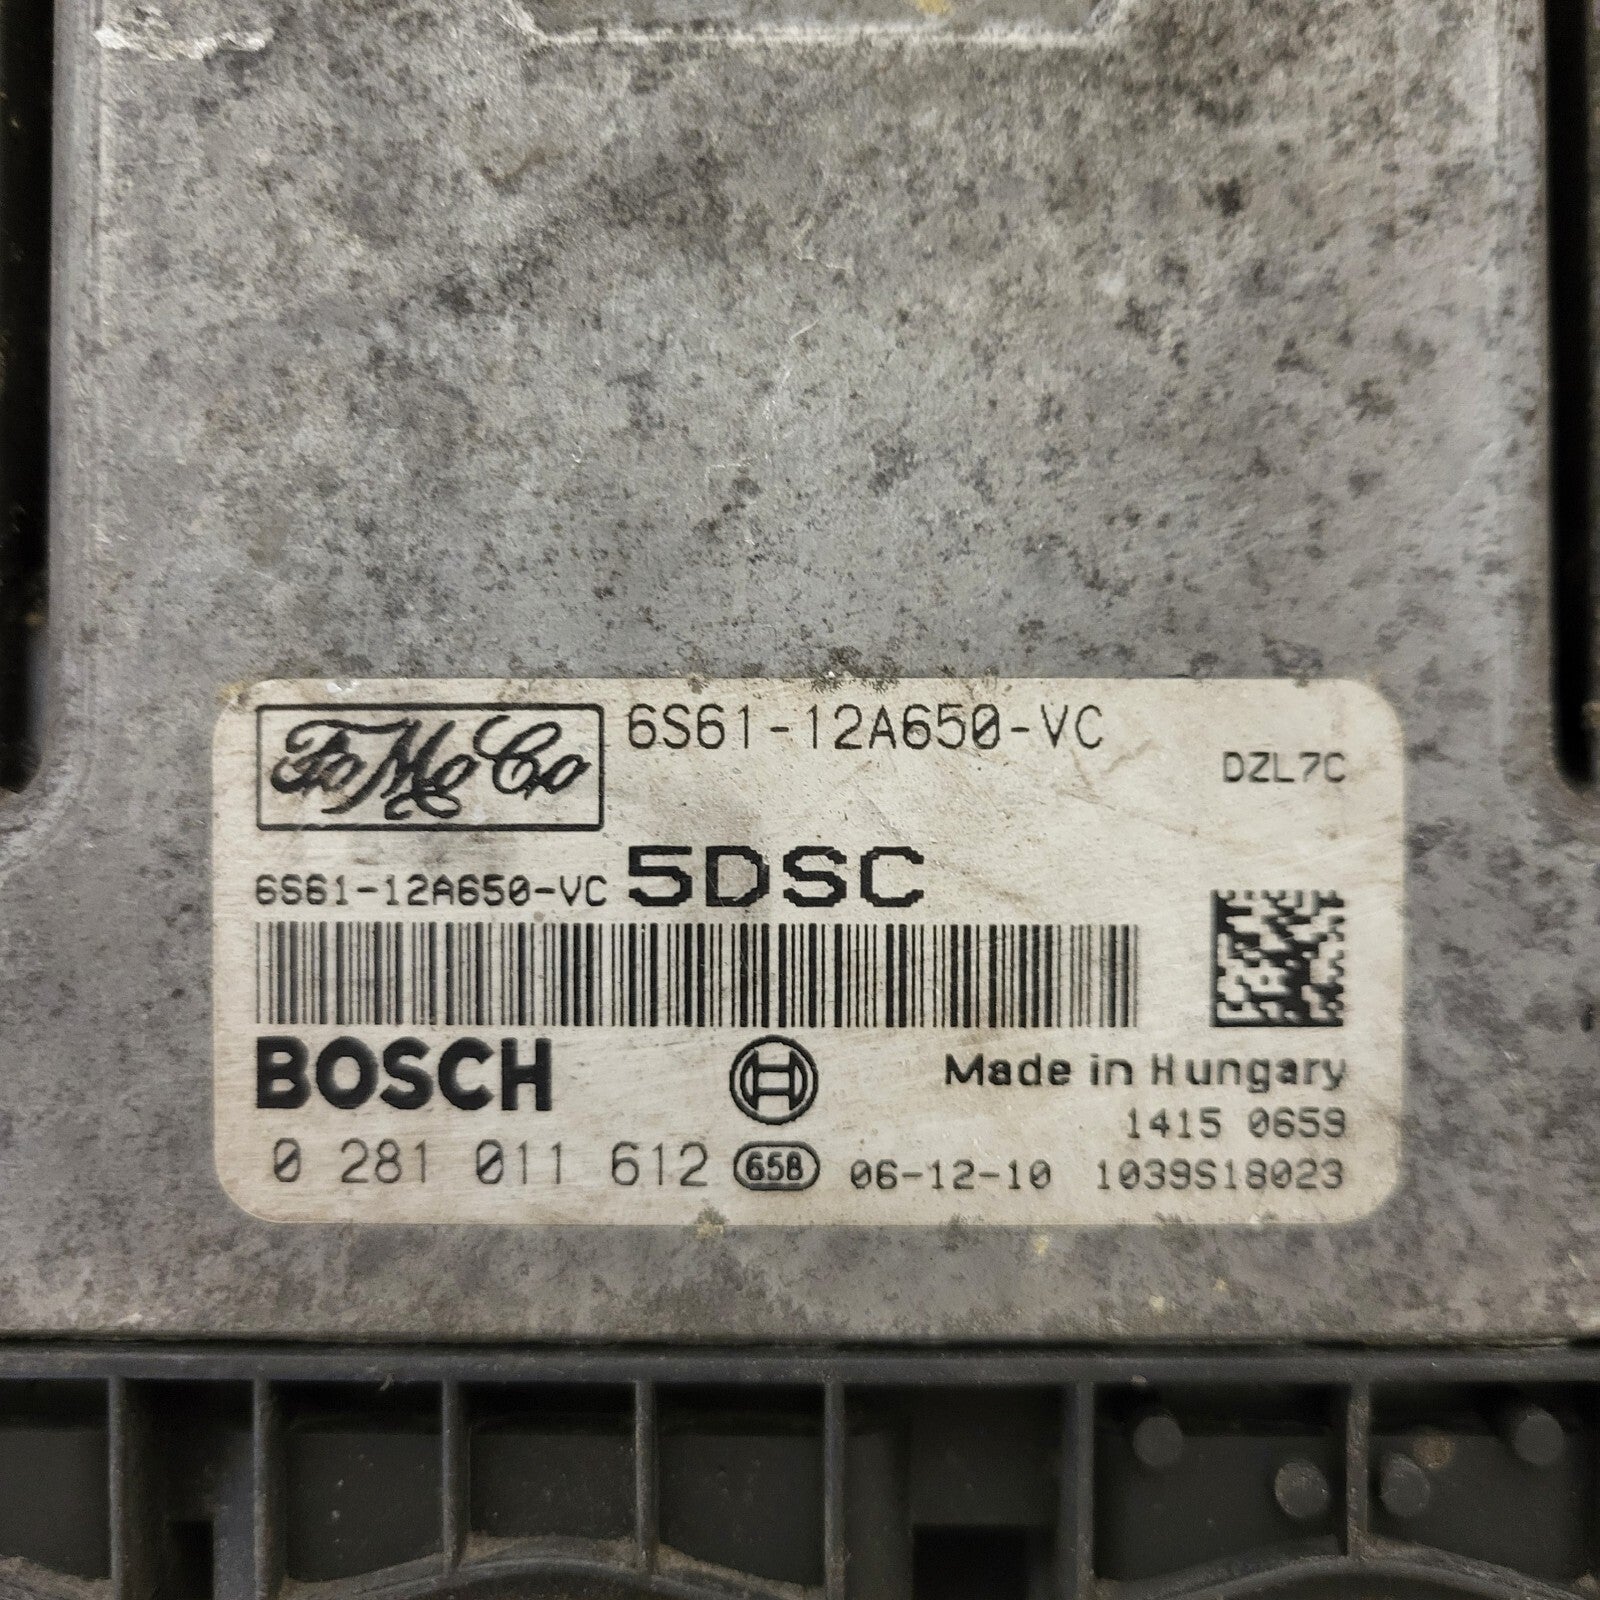 FoMoCo 6S61-12A650-VC
DZL7C
6S61-12A650-VC 5DSC
BOSCH
Made in Hungary
1415 0659
0 281 011 612 658 06-12-10 1039S18023